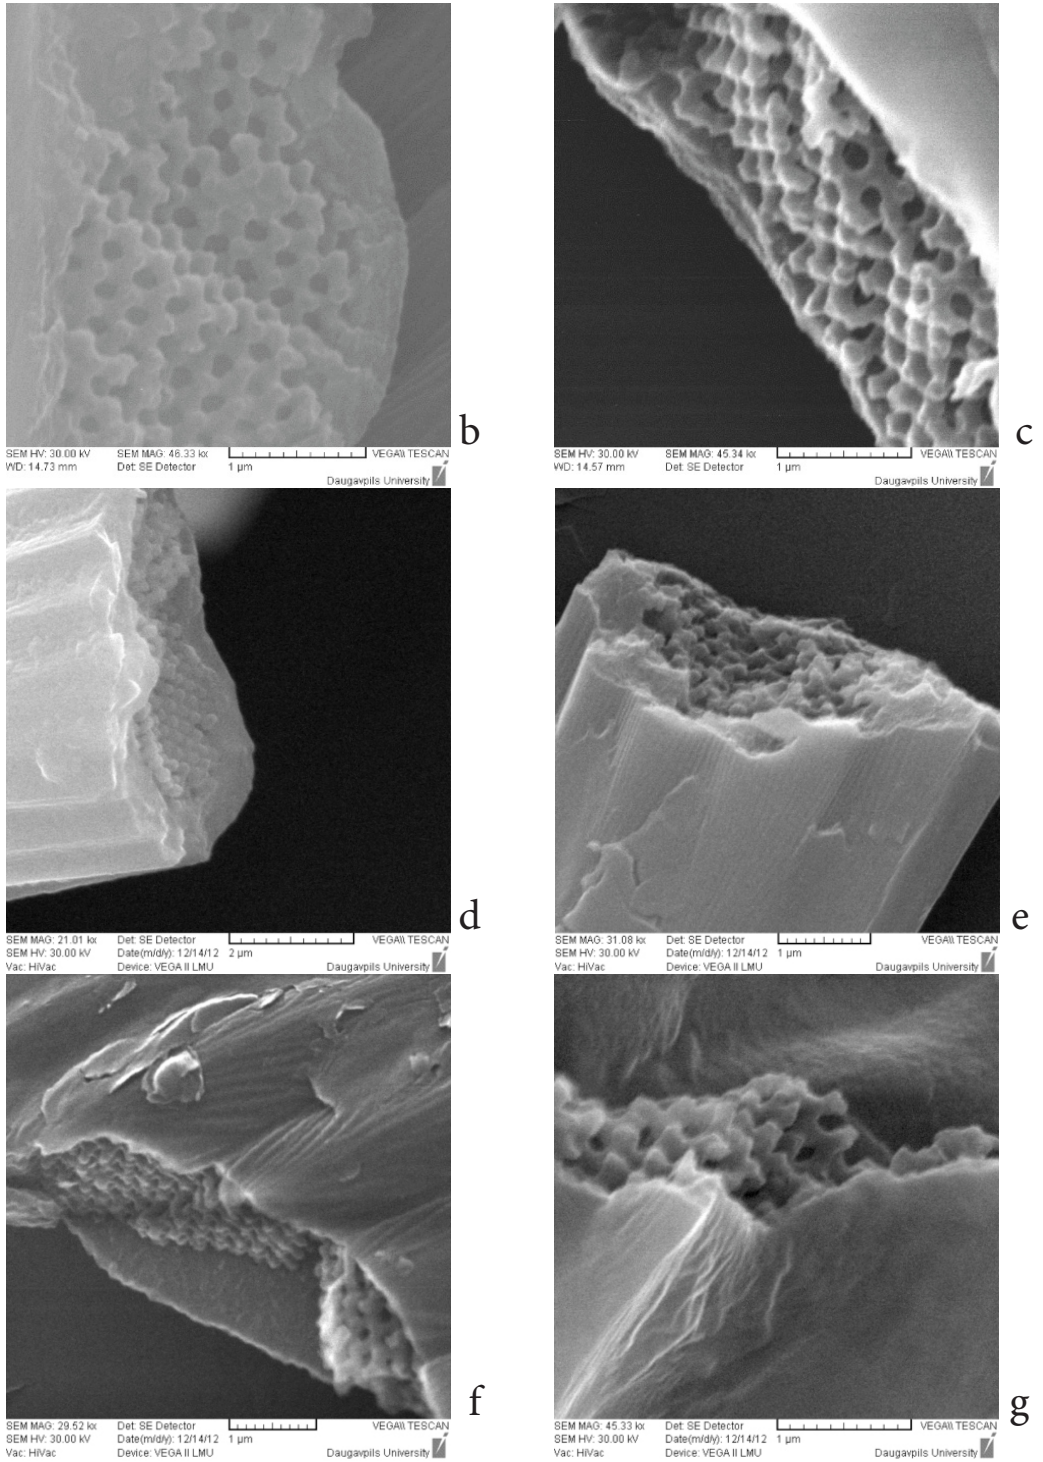 b
SEM HV: 30.00 kV SEM MAG: 46.33 kx VEGA\\ TESCAN
WD: 14.73 mm Det: SE Detector 1 µm
Daugavpils University
c
SEM HV: 30.00 kV SEM MAG: 45.34 kx VEGA\\ TESCAN
WD: 14.57 mm Det: SE Detector 1 µm
Daugavpils University
d
SEM MAG: 21.01 kx Det: SE Detector VEGA\\ TESCAN
SEM HV: 30.00 kV Date(m/d/y): 12/14/12 2 µm
Vac: HiVac Device: VEGA II LMU Daugavpils University
e
SEM MAG: 31.08 kx Det: SE Detector VEGA\\ TESCAN
SEM HV: 30.00 kV Date(m/d/y): 12/14/12 1 µm
Vac: HiVac Device: VEGA II LMU Daugavpils University
f
SEM MAG: 29.52 kx Det: SE Detector VEGA\\ TESCAN
SEM HV: 30.00 kV Date(m/d/y): 12/14/12 1 µm
Vac: HiVac Device: VEGA II LMU Daugavpils University
g
SEM MAG: 45.33 kx Det: SE Detector VEGA\\ TESCAN
SEM HV: 30.00 kV Date(m/d/y): 12/14/12 1 µm
Vac: HiVac Device: VEGA II LMU Daugavpils University